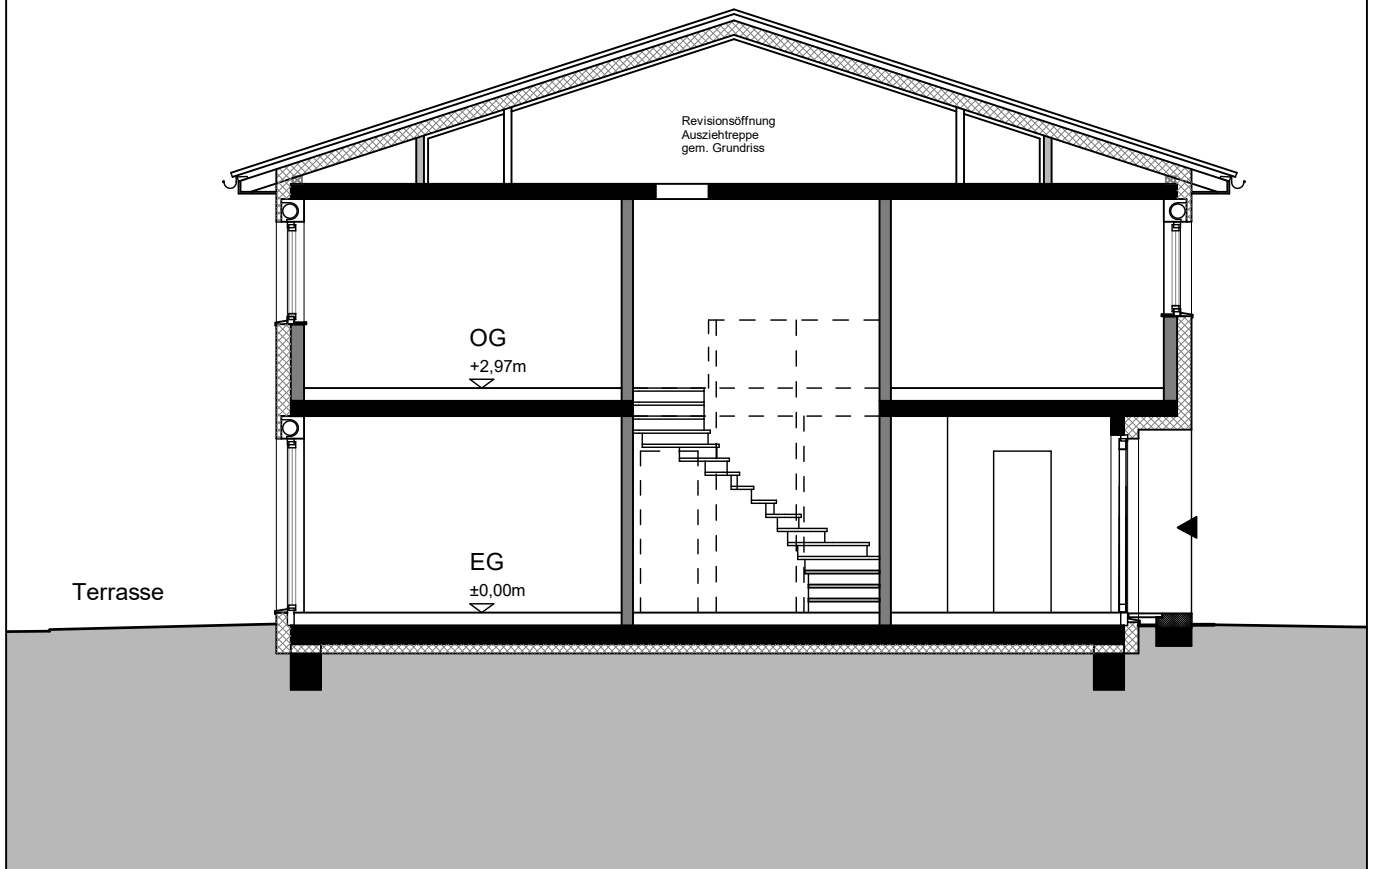 Revisionsöffnung
Ausziehtreppe
gem. Grundriss
OG
+2,97m
EG
±0,00m
Terrasse